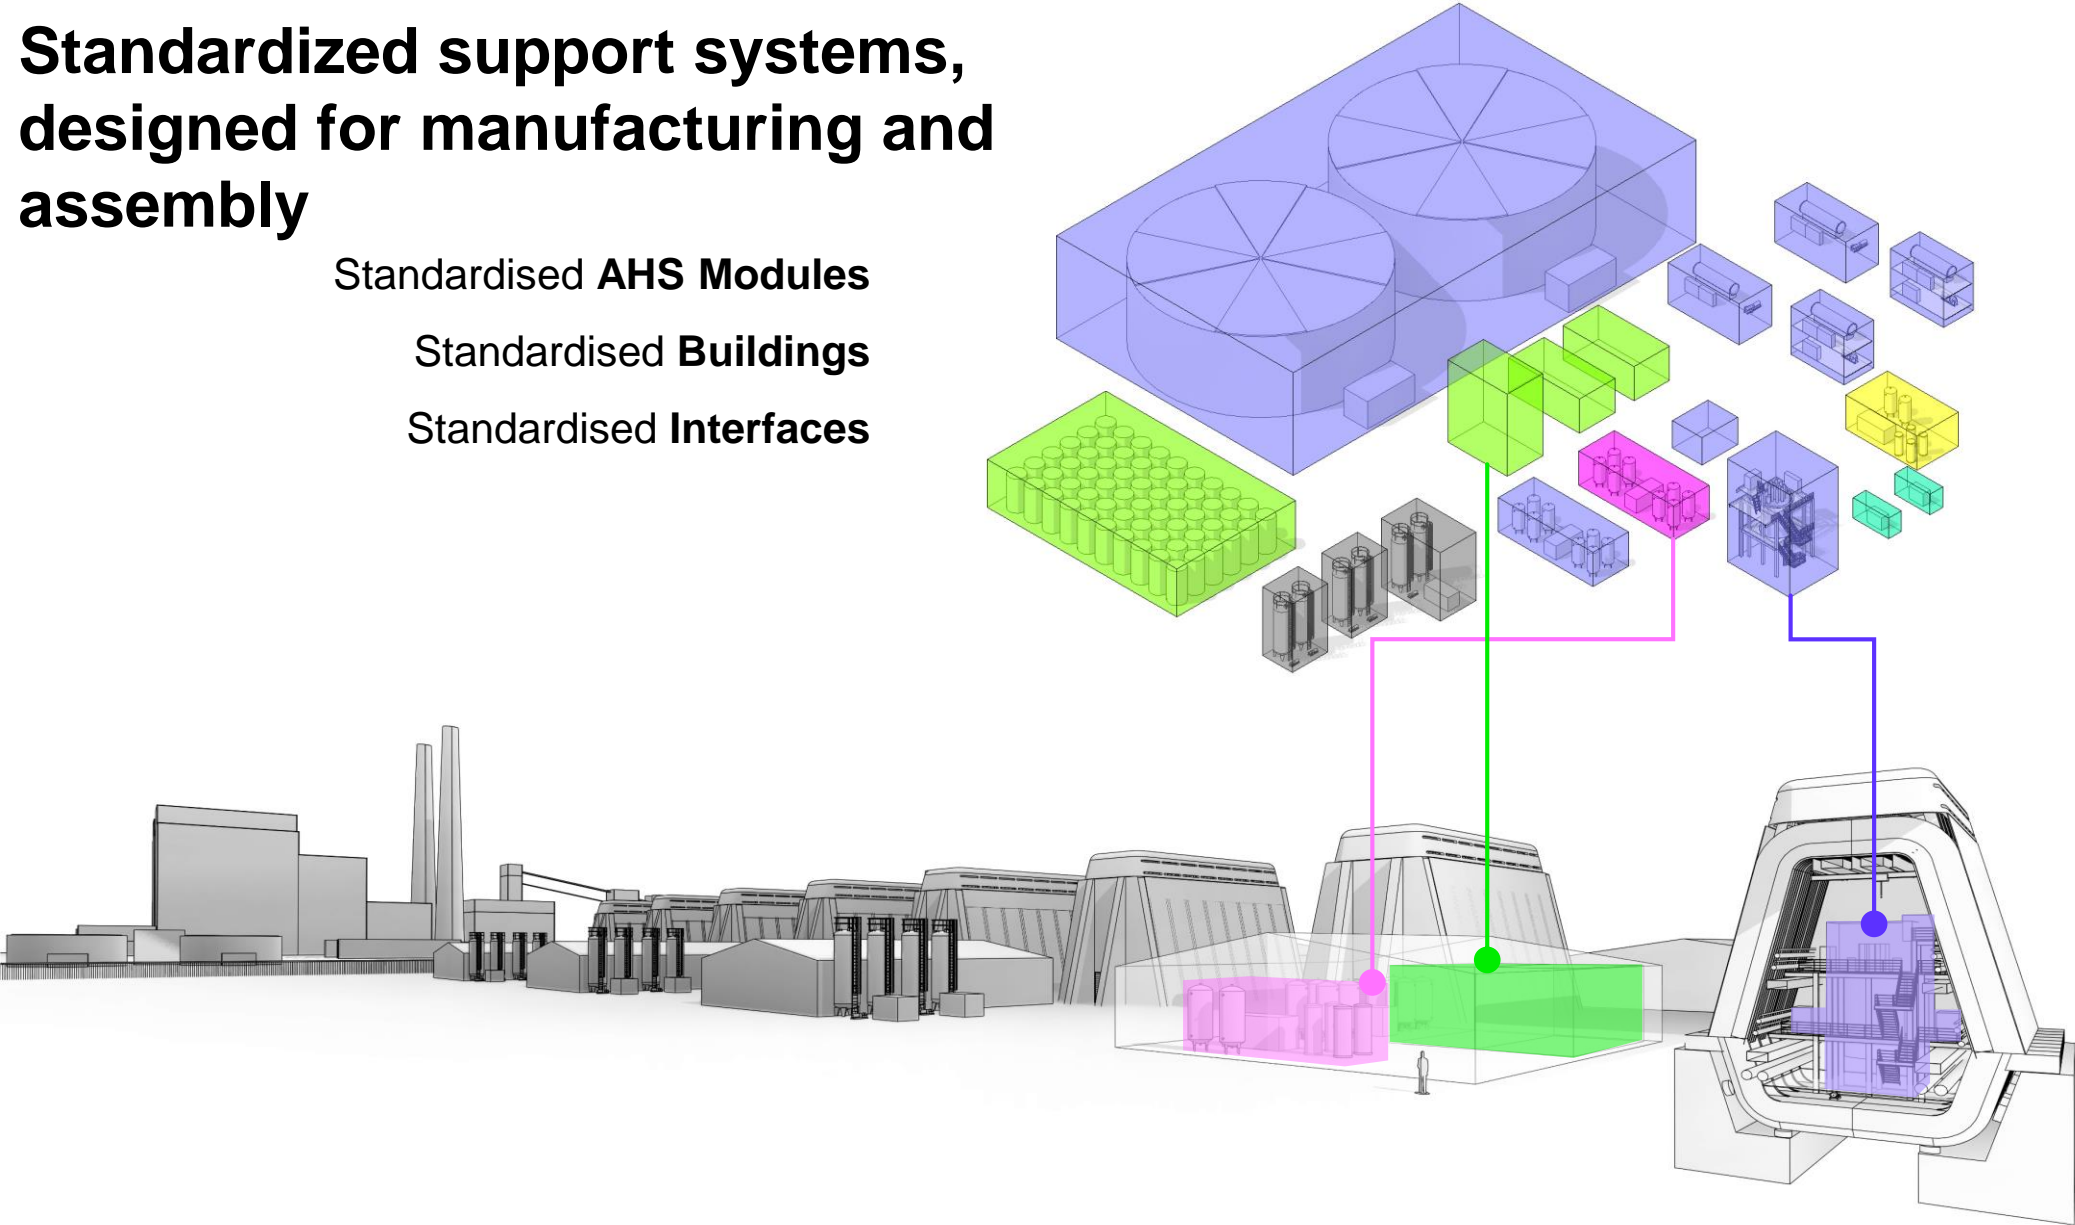 Standardized support systems,
designed for manufacturing and
assembly
Standardised AHS Modules
Standardised Buildings
Standardised Interfaces